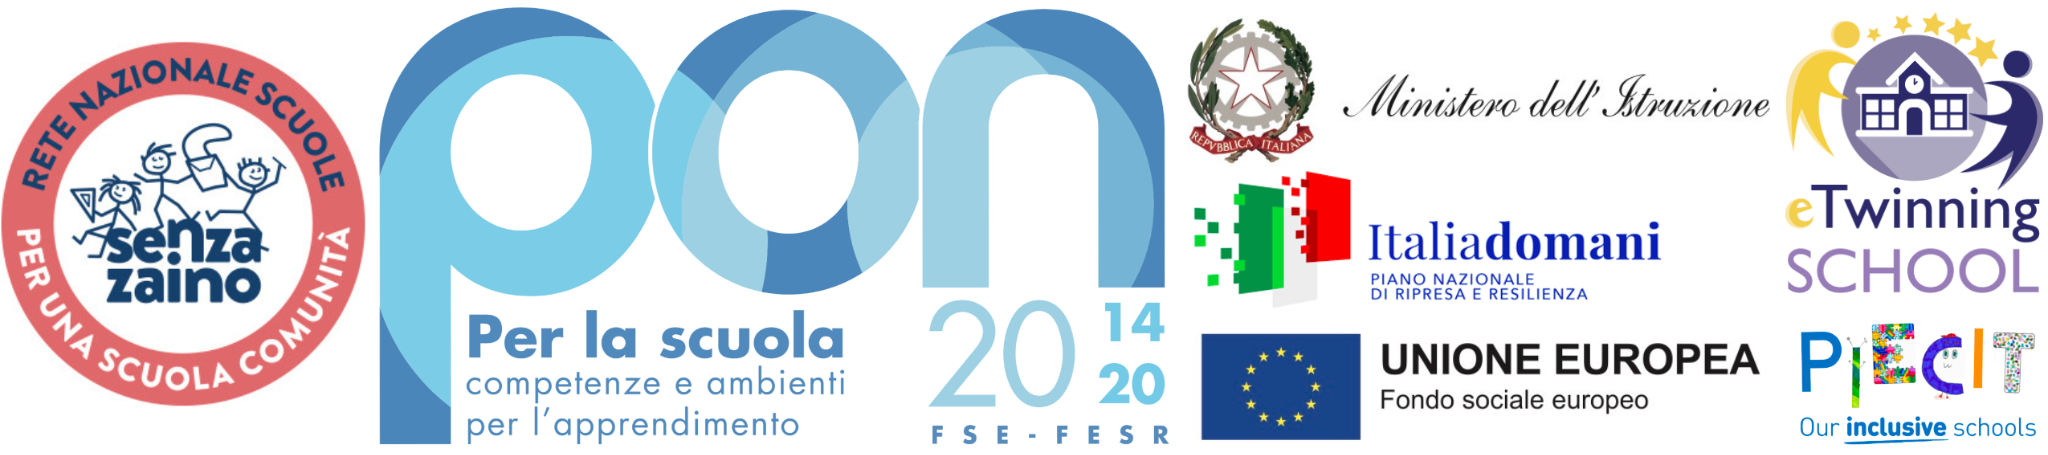 RETE NAZIONALE SCUOLE
senza
zaino
PER UNA SCUOLA COMUNITÀ
pon
Per la scuola
competenze e ambienti
per l'apprendimento
2014
20
FSE-FESR
REPVBBLICA ITALIANA
Ministero dell'Istruzione
Italiadomani
PIANO NAZIONALE
DI RIPRESA E RESILIENZA
UNIONE EUROPEA
Fondo sociale europeo
eTwinning
SCHOOL
PIECIT
Our inclusive schools